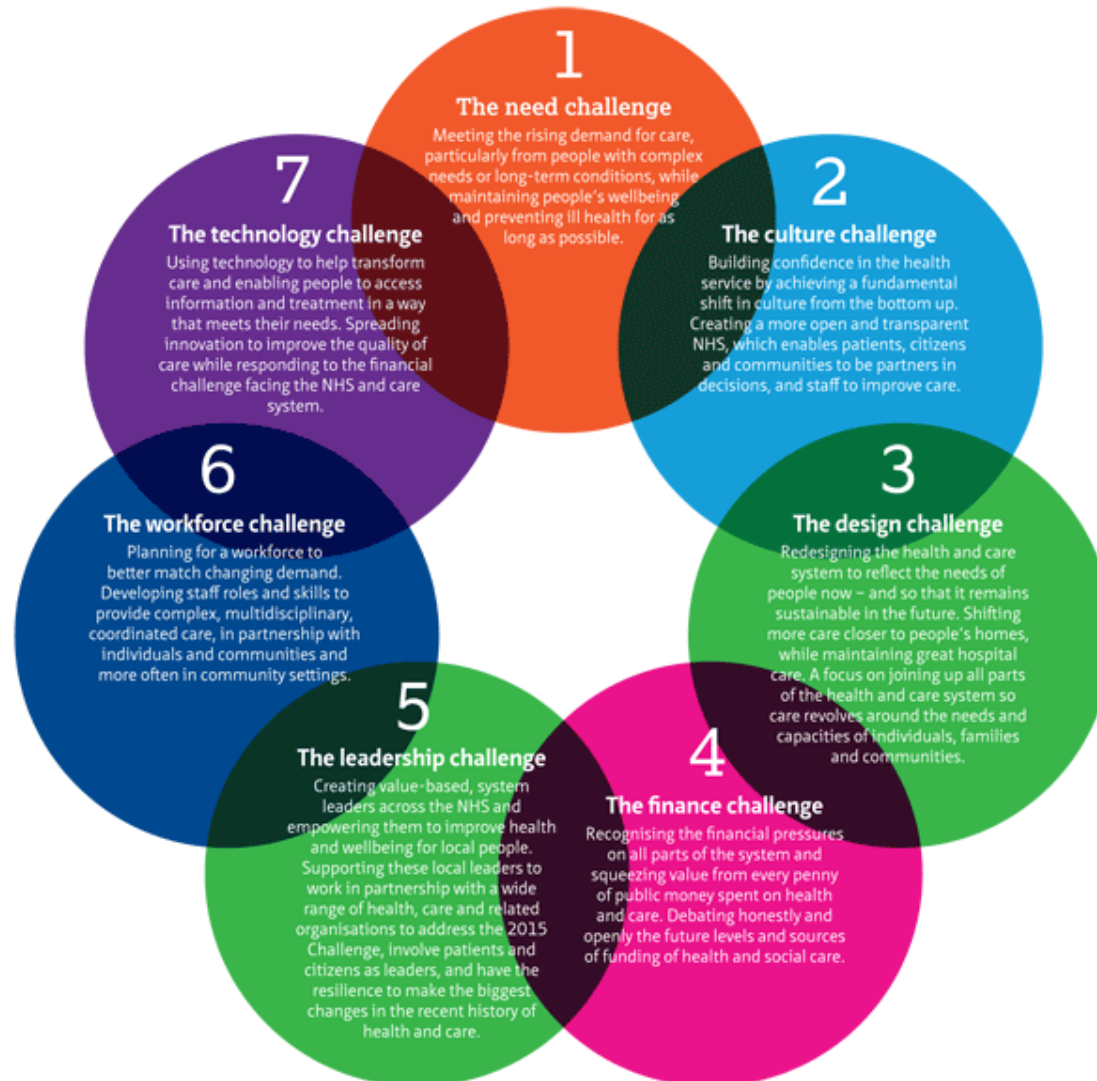 1
The need challenge
Meeting the rising demand for care,
particularly from people with complex
needs or long-term conditions, while
maintaining people's wellbeing
and preventing ill health for as
long as possible.
2
The culture challenge
Building confidence in the health
service by achieving a fundamental
shift in culture from the bottom up.
Creating a more open and transparent
NHS, which enables patients, citizens
and communities to be partners in
decisions, and staff to improve care.
3
The design challenge
Redesigning the health and care
system to reflect the needs of
people now – and so that it remains
sustainable in the future. Shifting
more care closer to people's homes,
while maintaining great hospital
care. A focus on joining up all parts
of the health and care system so
care revolves around the needs and
capacities of individuals, families
and communities.
4
The finance challenge
Recognising the financial pressures
on all parts of the system and
squeezing value from every penny
of public money spent on health
and care. Debating honestly and
openly the future levels and sources
of funding of health and social care.
5
The leadership challenge
Creating value-based, system
leaders across the NHS and
empowering them to improve health
and wellbeing for local people.
Supporting these local leaders to
work in partnership with a wide
range of health, care and related
organisations to address the 2015
Challenge, involve patients and
citizens as leaders, and have the
resilience to make the biggest
changes in the recent history of
health and care.
6
The workforce challenge
Planning for a workforce to
better match changing demand.
Developing staff roles and skills to
provide complex, multidisciplinary,
coordinated care, in partnership with
individuals and communities and
more often in community settings.
7
The technology challenge
Using technology to help transform
care and enabling people to access
information and treatment in a way
that meets their needs. Spreading
innovation to improve the quality of
care while responding to the financial
challenge facing the NHS and care
system.